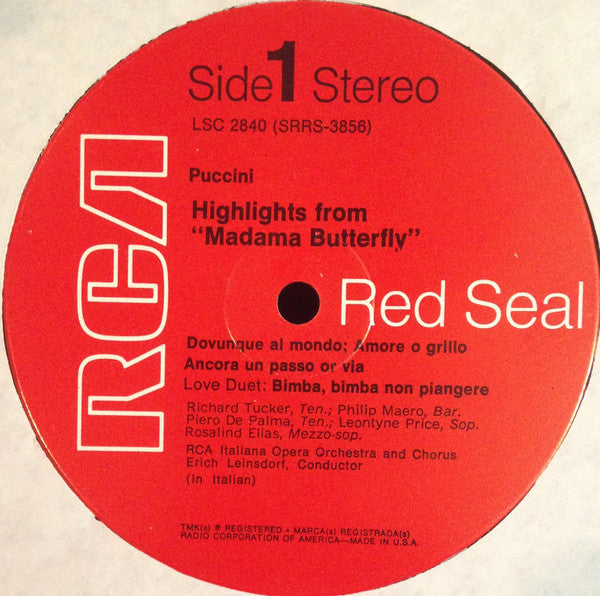 Side 1 Stereo
LSC 2840 (SRRS-3856)
Puccini
Highlights from
"Madama Butterfly"
RCA
Red Seal
Dovunque al mondo; Amore o grillo
Ancora un passo or via
Love Duet: Bimba, bimba non piangere
Richard Tucker, Ten.; Philip Maero, Bar.
Piero De Palma, Ten.; Leontyne Price, Sop.
Rosalind Elias, Mezzo-sop.
RCA Italiana Opera Orchestra and Chorus
Erich Leinsdorf, Conductor
(In Italian)
TMK(s) ® REGISTERED • MARCA(s) REGISTRADA(s)
RADIO CORPORATION OF AMERICA—MADE IN U.S.A.